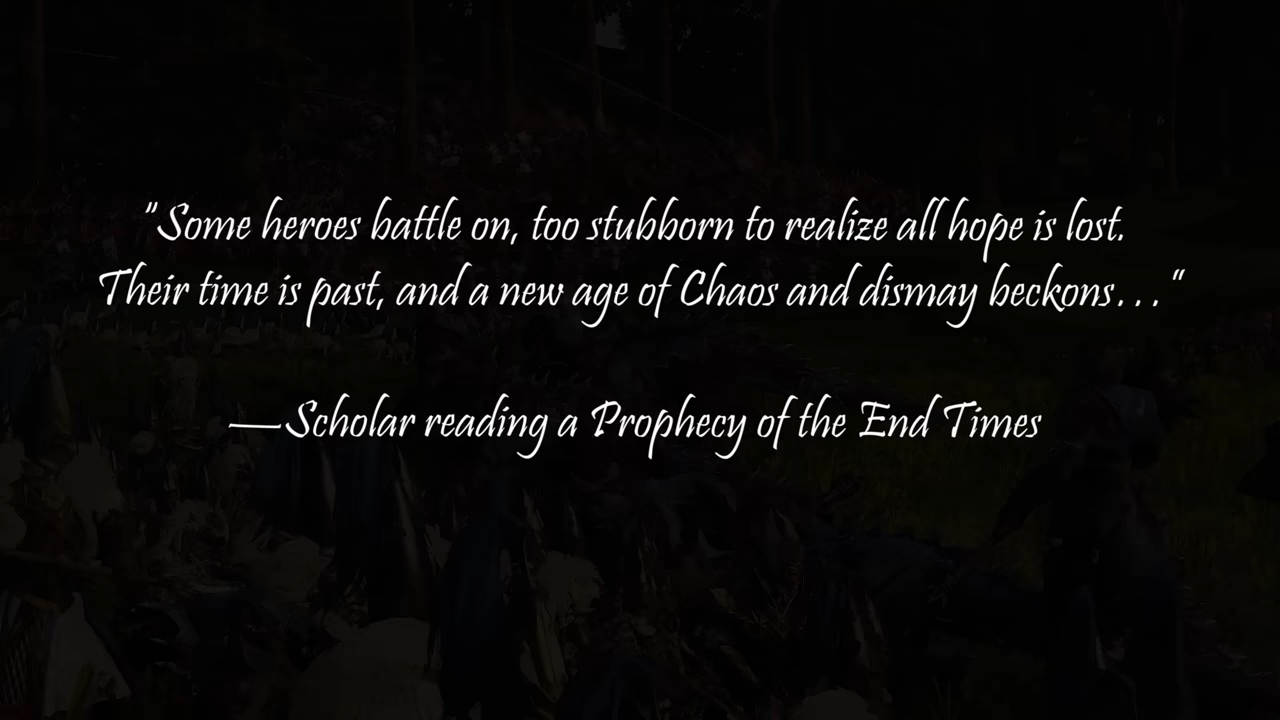 "Some heroes battle on, too stubborn to realize all hope is lost.
Their time is past, and a new age of Chaos and dismay beckons..."
—Scholar reading a Prophecy of the End Times